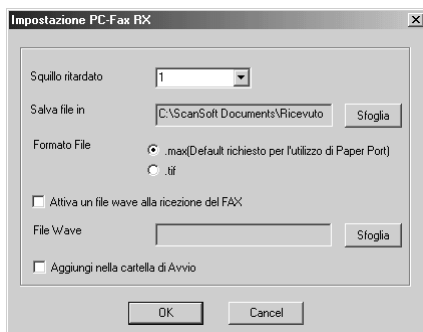 Impostazione PC-Fax RX
Squillo ritardato 1
Salva file in C:\ScanSoft Documents\Ricevuto Sfoglia
Formato File .max(Default richiesto per l'utilizo di Paper Port)
.tif
Attiva un file wave alla ricezione del FAX
File Wave Sfoglia
Aggiungi nella cartella di Avvio
OK Cancel